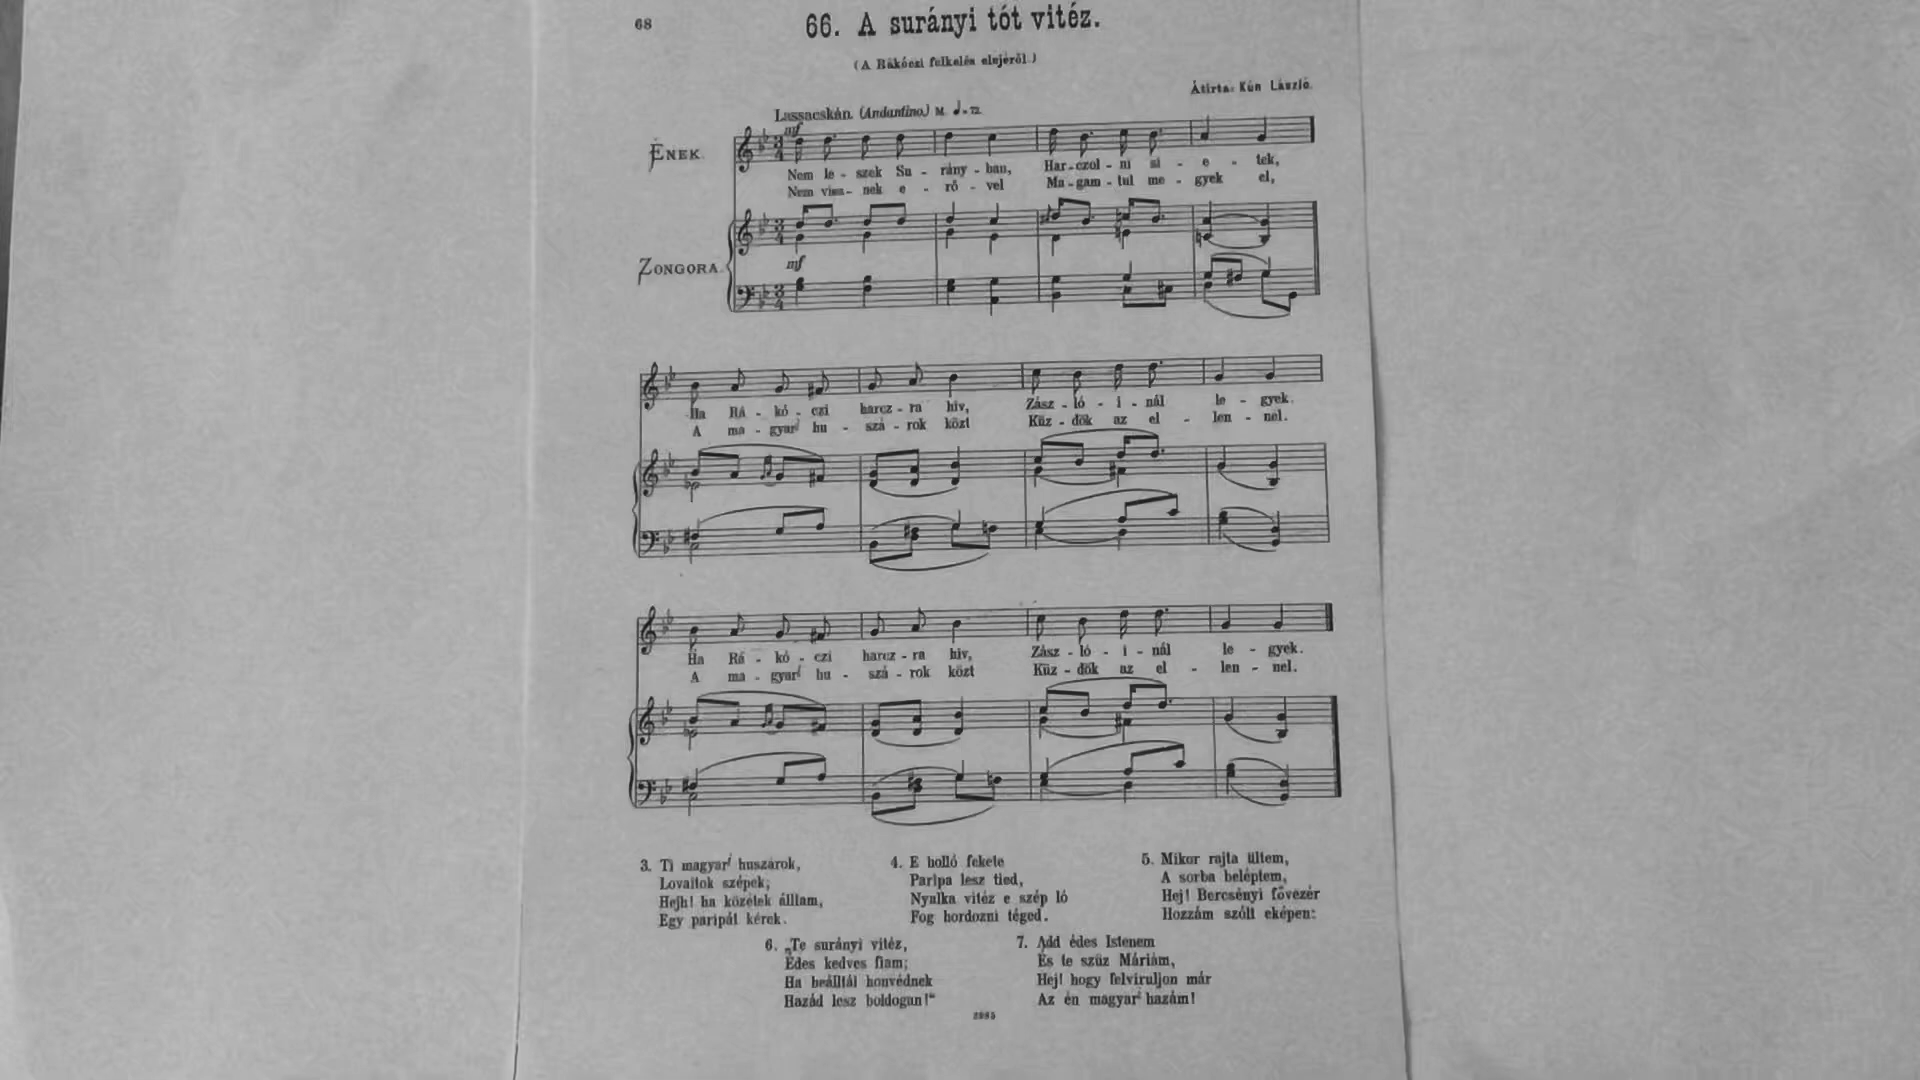 68
66. A surányi tót vitéz.
(A Rákóczi felkelés elejéről.)
Átirta: Kún László.
Lassacskán. (Andantino) M. ♩=72.
mf
ÉNEK.
Nem le - szek Su - rány - ban, Har - czol - ni si - e - tek,
Nem visz - nek e - rő - vel Ma - gam - tul me - gyek el,
ZONGORA.
mf
Ha Rá - kó - czi harcz - ra hiv, Zász - ló - i - nál le - gyek.
A ma - gyar hu - szá - rok közt Küz - dök az el - len - nel.
Ha Rá - kó - czi harcz - ra hiv, Zász - ló - i - nál le - gyek.
A ma - gyar hu - szá - rok közt Küz - dök az el - len - nel.
3. Ti magyar huszárok,
Lovaitok szépek;
Hejh! ha közétek álltam,
Egy paripát kérek.
4. E holló fekete
Paripa lesz tied,
Nyalka vitéz e szép ló
Fog hordozni téged.
5. Mikor rajta ültem,
A sorba beléptem,
Hej! Bercsényi fővezér
Hozzám szólt eképen:
6. „Te surányi vitéz,
Édes kedves fiam;
Ha beálltál honvédnek
Hazád lesz boldogan!"
7. Add édes Istenem
És te szüz Máriám,
Hej! hogy felviruljon már
Az én magyar hazám!
2985